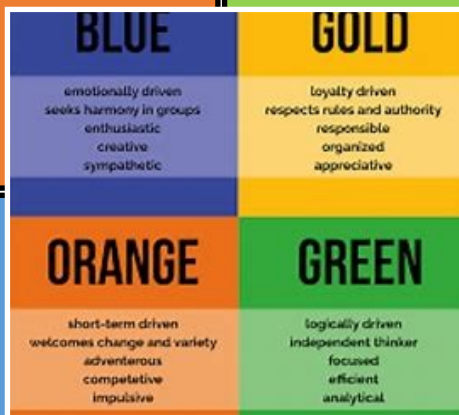 BLUE
emotionally driven
seeks harmony in groups
enthusiastic
creative
sympathetic
GOLD
loyalty driven
respects rules and authority
responsible
organized
appreciative
ORANGE
short-term driven
welcomes change and variety
adventerous
competetive
impulsive
GREEN
logically driven
independent thinker
focused
efficient
analytical